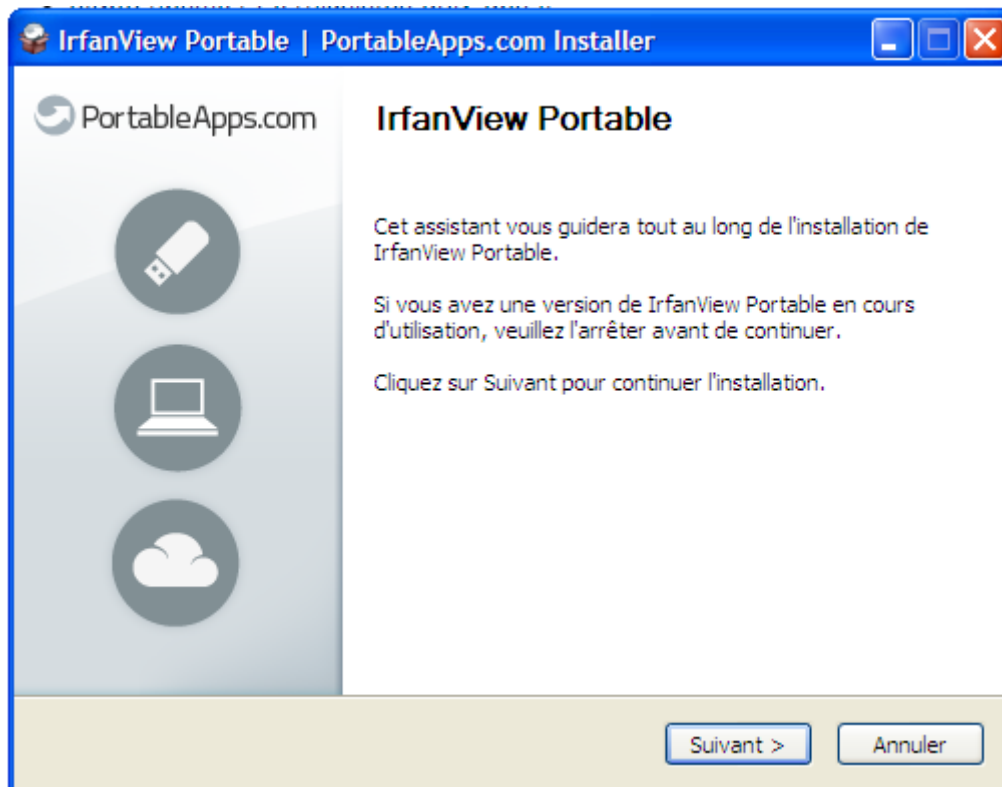 IrfanView Portable | PortableApps.com Installer
PortableApps.com
IrfanView Portable
Cet assistant vous guidera tout au long de l'installation de
IrfanView Portable.
Si vous avez une version de IrfanView Portable en cours
d'utilisation, veuillez l'arrêter avant de continuer.
Cliquez sur Suivant pour continuer l'installation.
Suivant >
Annuler